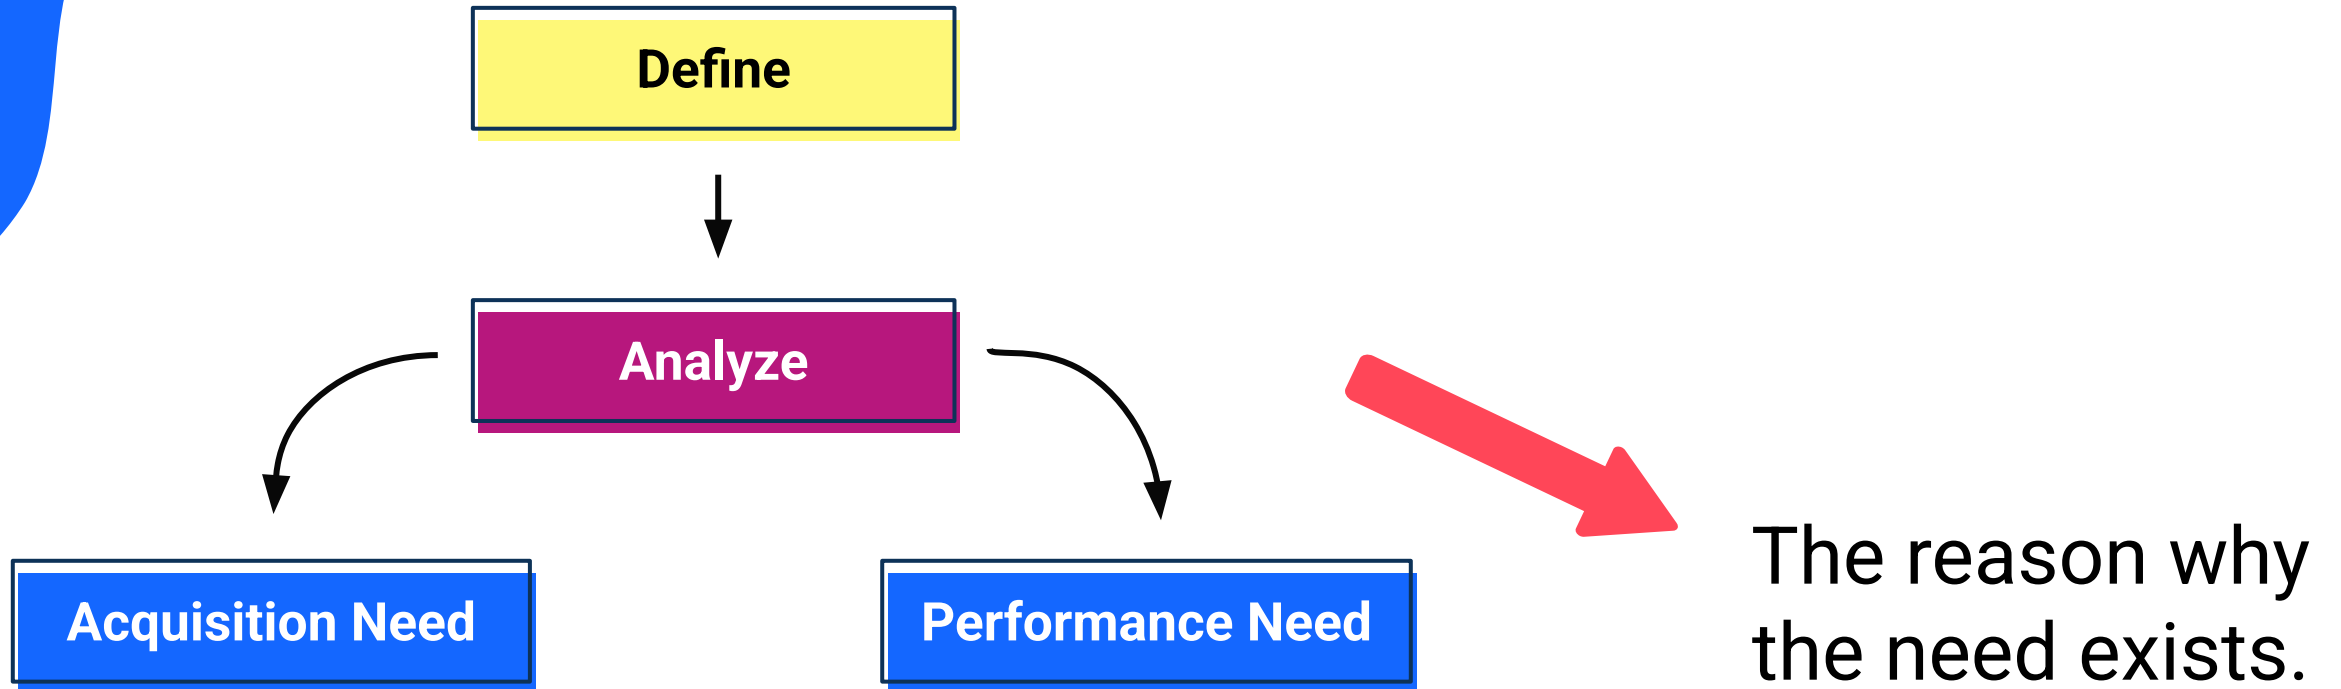 Define
Analyze
Acquisition Need
Performance Need
The reason why
the need exists.